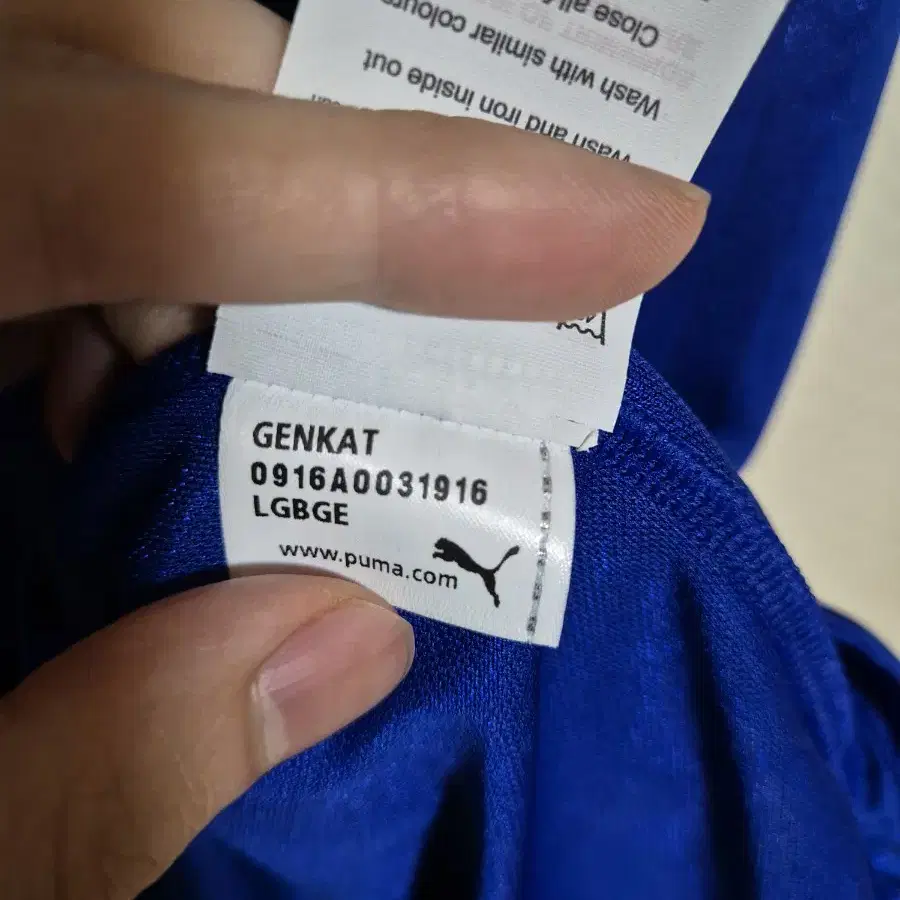 Close all
Wash with similar colours
Wash and iron inside out
GENKAT
0916A0031916
LGBGE
www.puma.com